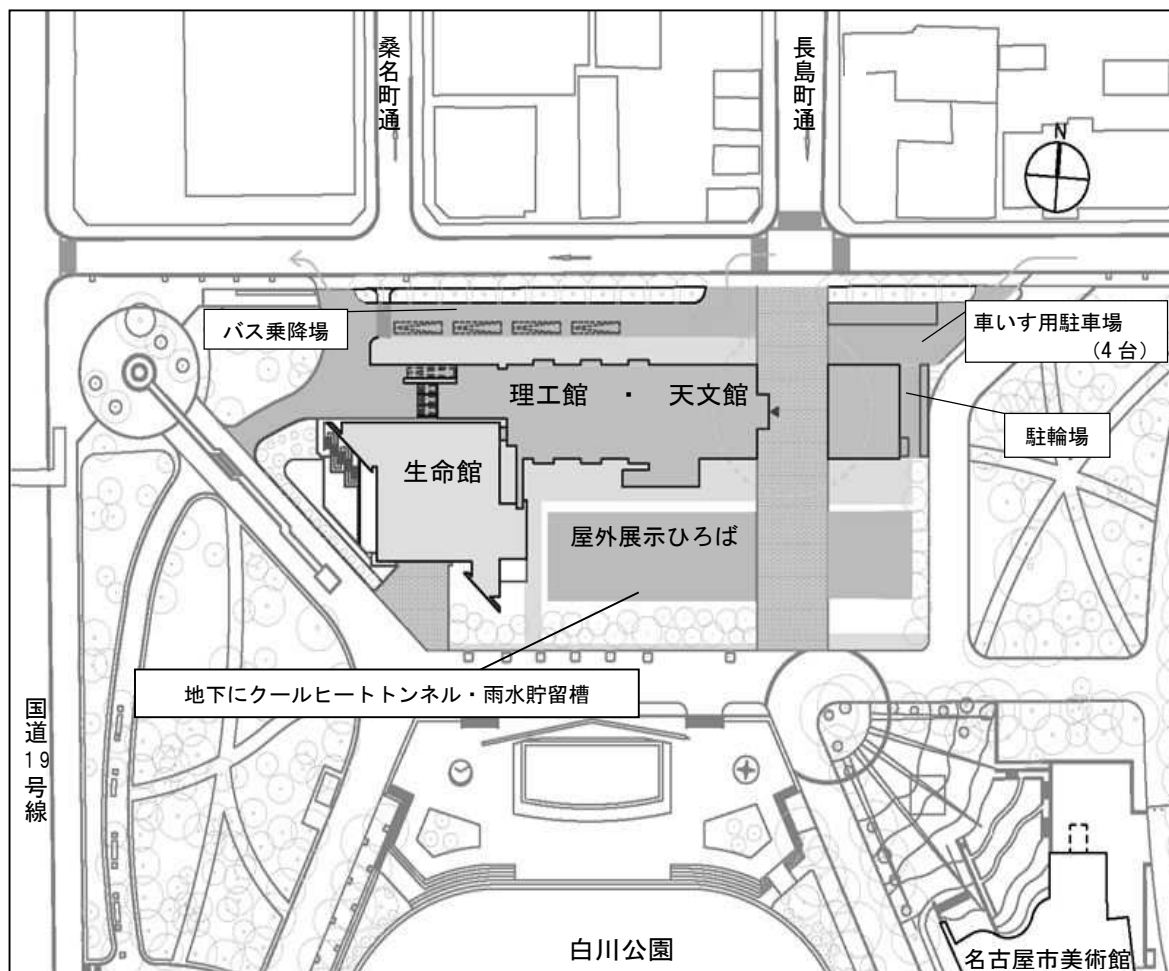 桑名町通
長島町通
N
バス乗降場
車いす用駐車場
(4台)
理工館 ・ 天文館
駐輪場
生命館
屋外展示ひろば
地下にクールヒートトンネル・雨水貯留槽
国道19号線
白川公園
名古屋市美術館